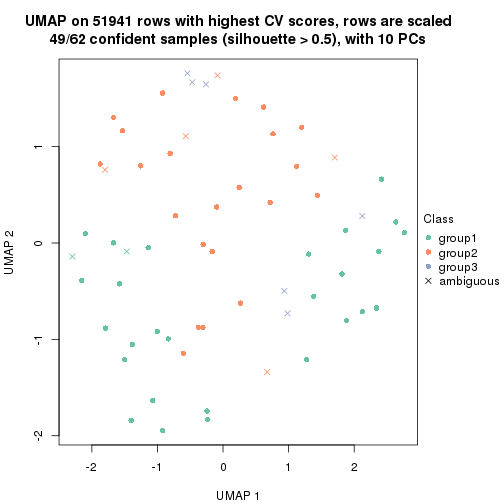 UMAP on 51941 rows with highest CV scores, rows are scaled
49/62 confident samples (silhouette > 0.5), with 10 PCs
UMAP 2
1
0
-1
-2
-2
-1
0
1
2
UMAP 1
Class
group1
group2
group3
ambiguous